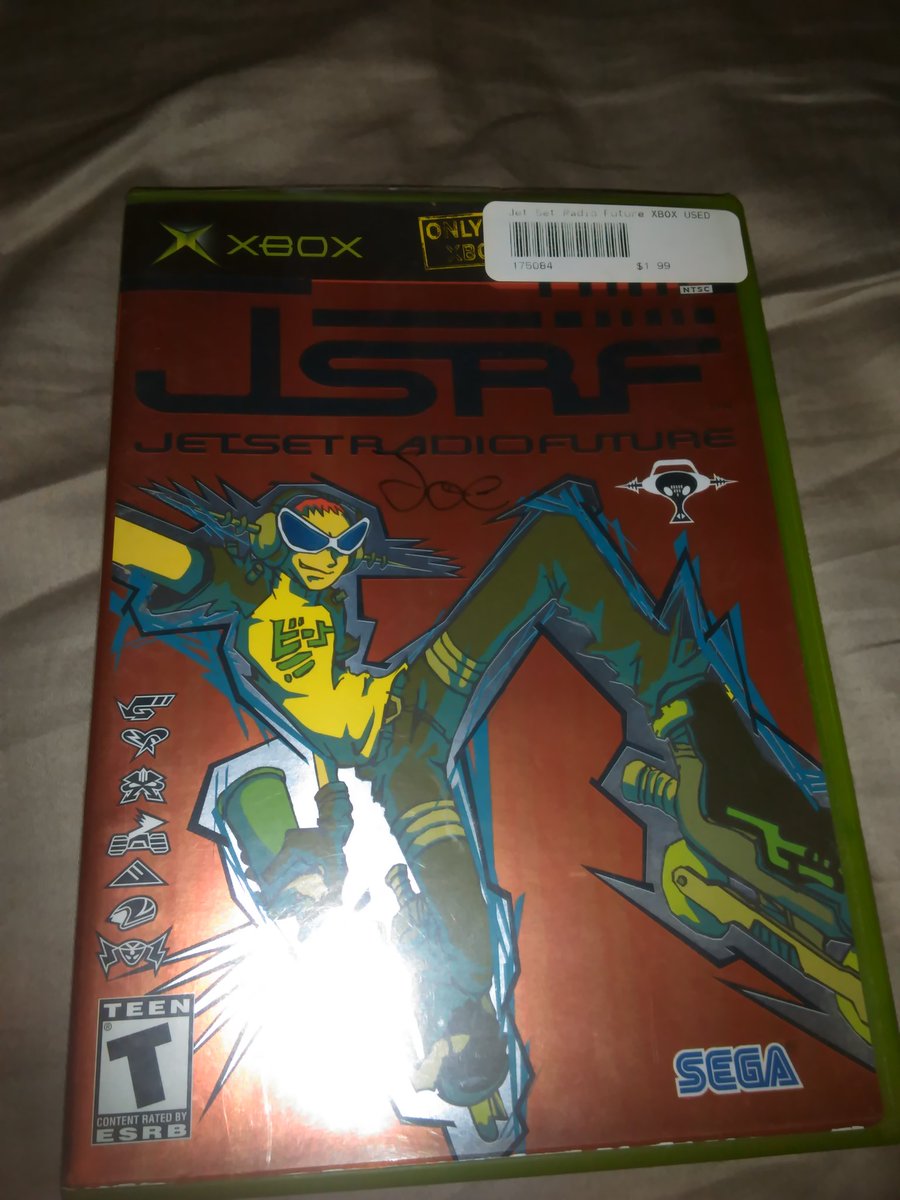 Jet Set Radio Future XBOX USED
175084 $1.99
XBOX
ONLY
XBO
NTSC
JSRF
JETSETRADIOFUTURE
Joe
ビート
TEEN
T
CONTENT RATED BY
ESRB
SEGA